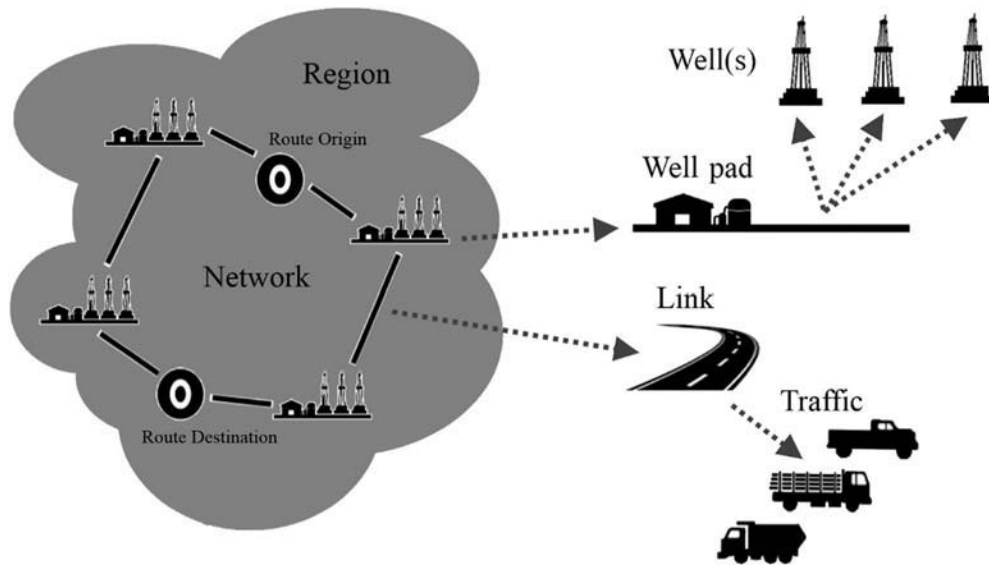 Region
Route Origin
Network
Route Destination
Well(s)
Well pad
Link
Traffic